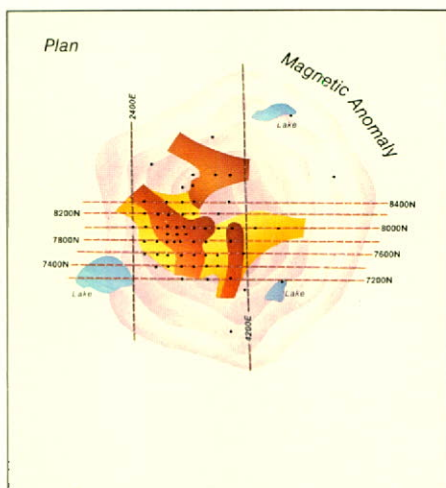 Plan
Magnetic Anomaly
2400E
Lake
8400N
8200N
8000N
7800N
7600N
7400N
7200N
Lake
Lake
4200E